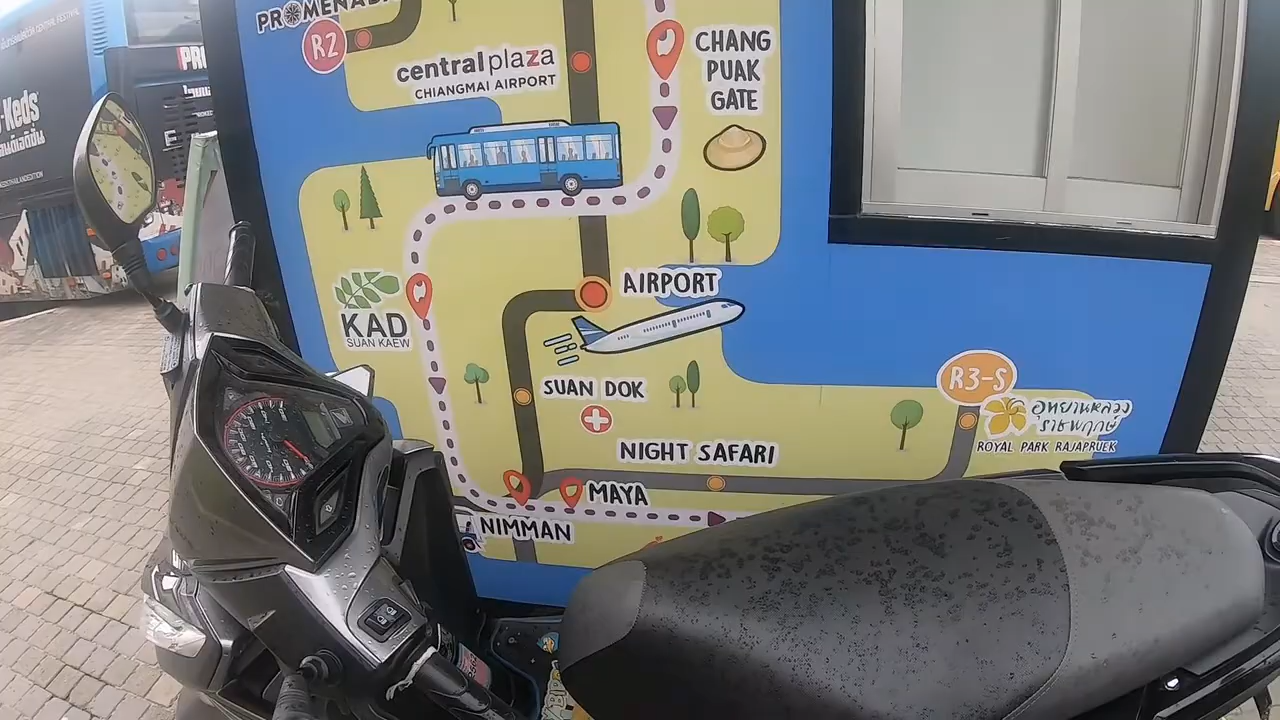 PROMENADA
R2
centralplaza
CHIANGMAI AIRPORT
CHANG
PUAK
GATE
AIRPORT
KAD
SUAN KAEW
SUAN DOK
NIGHT SAFARI
MAYA
NIMMAN
R3-S
อุทยานหลวง
ราชพฤกษ์
ROYAL PARK RAJAPRUEK
Keds
PRO